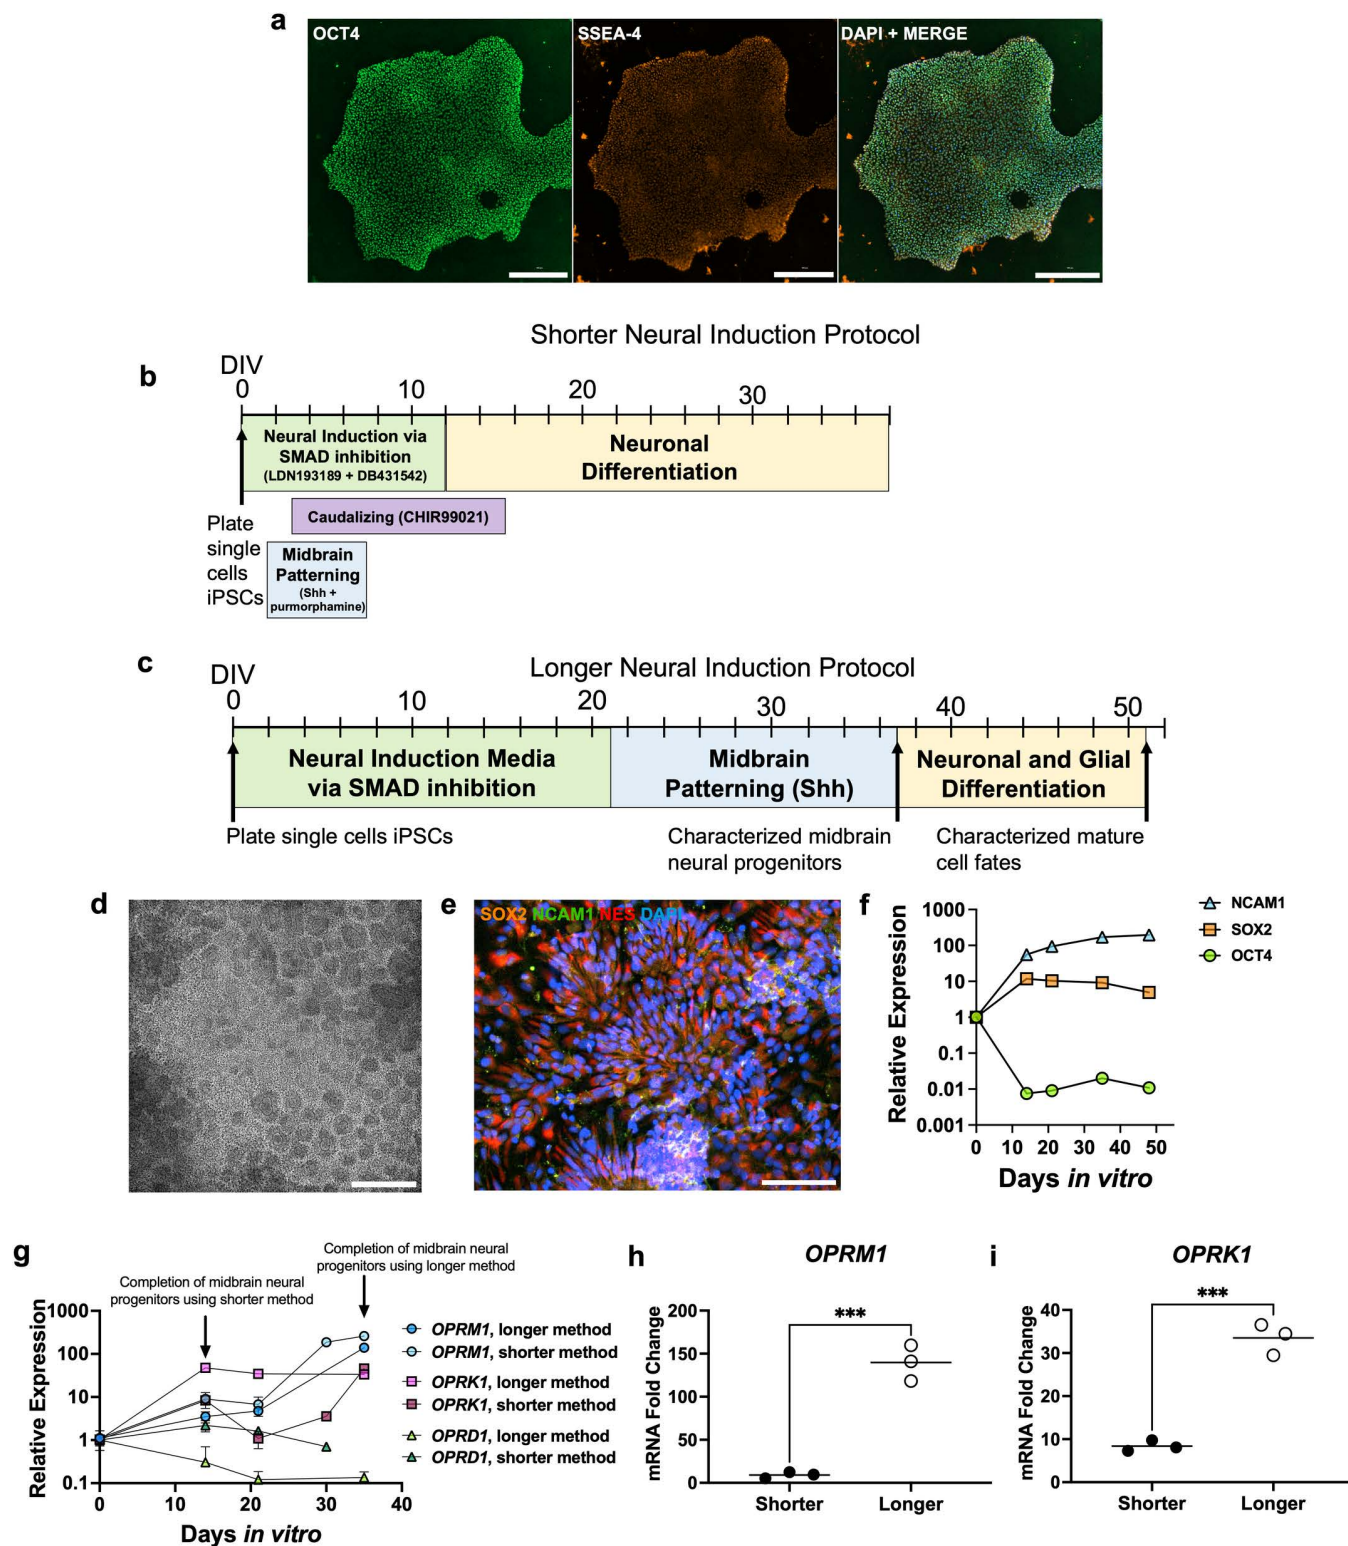 a
OCT4
SSEA-4
DAPI + MERGE
Shorter Neural Induction Protocol
b
DIV
0 10 20 30
Neural Induction via
SMAD inhibition
(LDN193189 + DB431542)
Neuronal
Differentiation
Caudalizing (CHIR99021)
Plate
single
cells
iPSCs
Midbrain
Patterning
(Shh +
purmorphamine)
c
Longer Neural Induction Protocol
DIV
0 10 20 30 40 50
Neural Induction Media
via SMAD inhibition
Midbrain
Patterning (Shh)
Neuronal and Glial
Differentiation
Plate single cells iPSCs
Characterized midbrain
neural progenitors
Characterized mature
cell fates
d
e
SOX2 NCAM1 NES DAPI
f
Relative Expression
1000
100
10
1
0.1
0.01
0.001
0 10 20 30 40 50
Days in vitro
NCAM1
SOX2
OCT4
g
Completion of midbrain neural
progenitors using shorter method
Completion of midbrain neural
progenitors using longer method
Relative Expression
1000
100
10
1
0.1
0 10 20 30 40
Days in vitro
OPRM1, longer method
OPRM1, shorter method
OPRK1, longer method
OPRK1, shorter method
OPRD1, longer method
OPRD1, shorter method
h
OPRM1
mRNA Fold Change
200
150
100
50
0
***
Shorter Longer
i
OPRK1
mRNA Fold Change
40
30
20
10
0
***
Shorter Longer